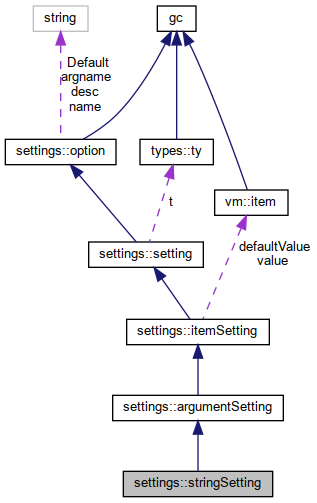 string
gc
Default
argname
desc
name
settings::option
types::ty
t
vm::item
settings::setting
defaultValue
value
settings::itemSetting
settings::argumentSetting
settings::stringSetting